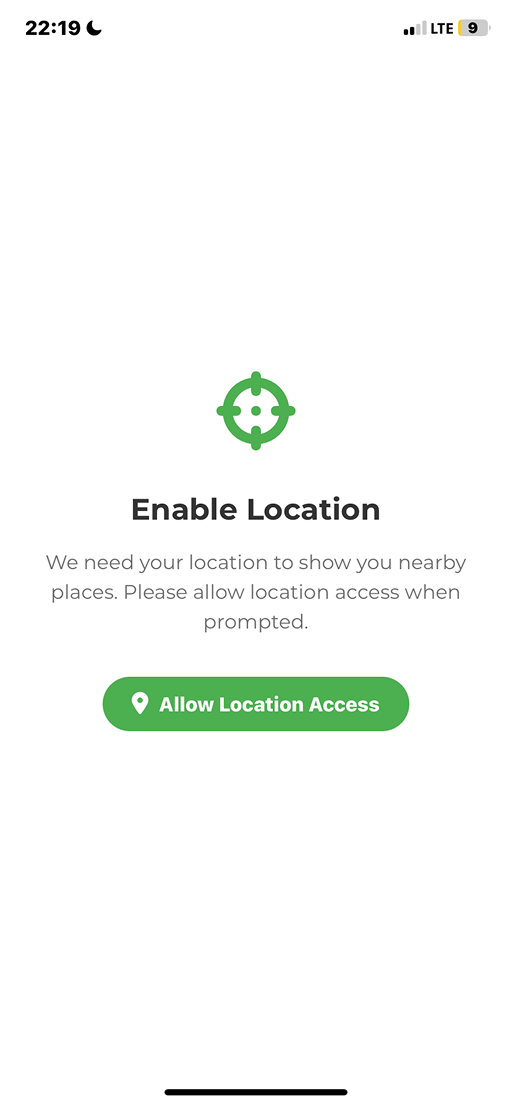 22:19 LTE 9
Enable Location
We need your location to show you nearby
places. Please allow location access when
prompted.
Allow Location Access